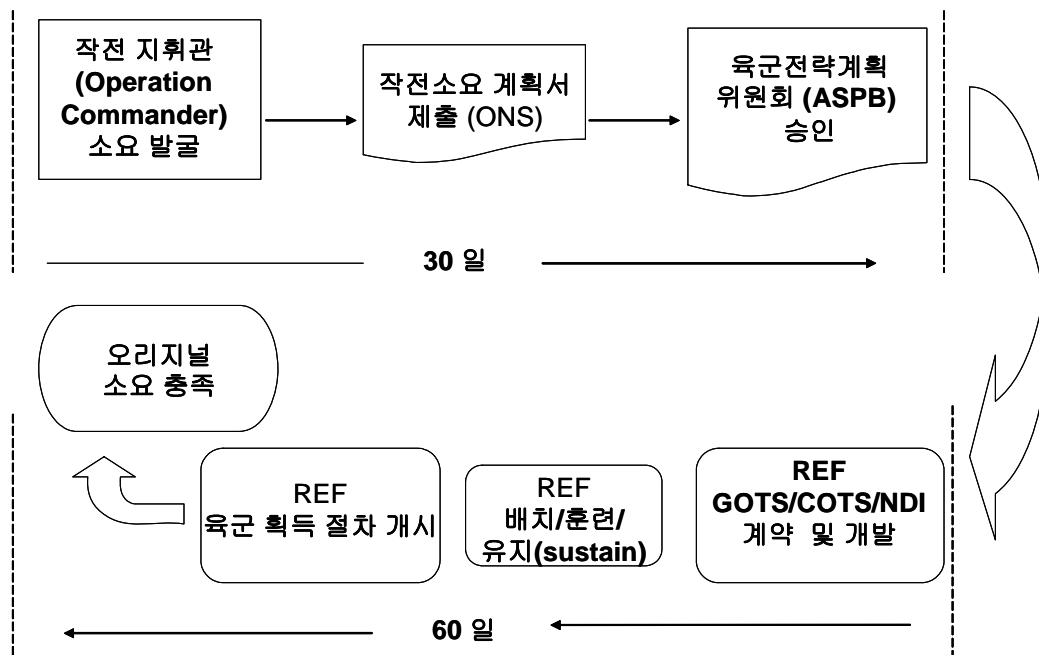 작전 지휘관
(Operation
Commander)
소요 발굴
작전소요 계획서
제출 (ONS)
육군전략계획
위원회 (ASPB)
승인
30 일
오리지널
소요 충족
REF
육군 획득 절차 개시
REF
배치/훈련/
유지(sustain)
REF
GOTS/COTS/NDI
계약 및 개발
60 일